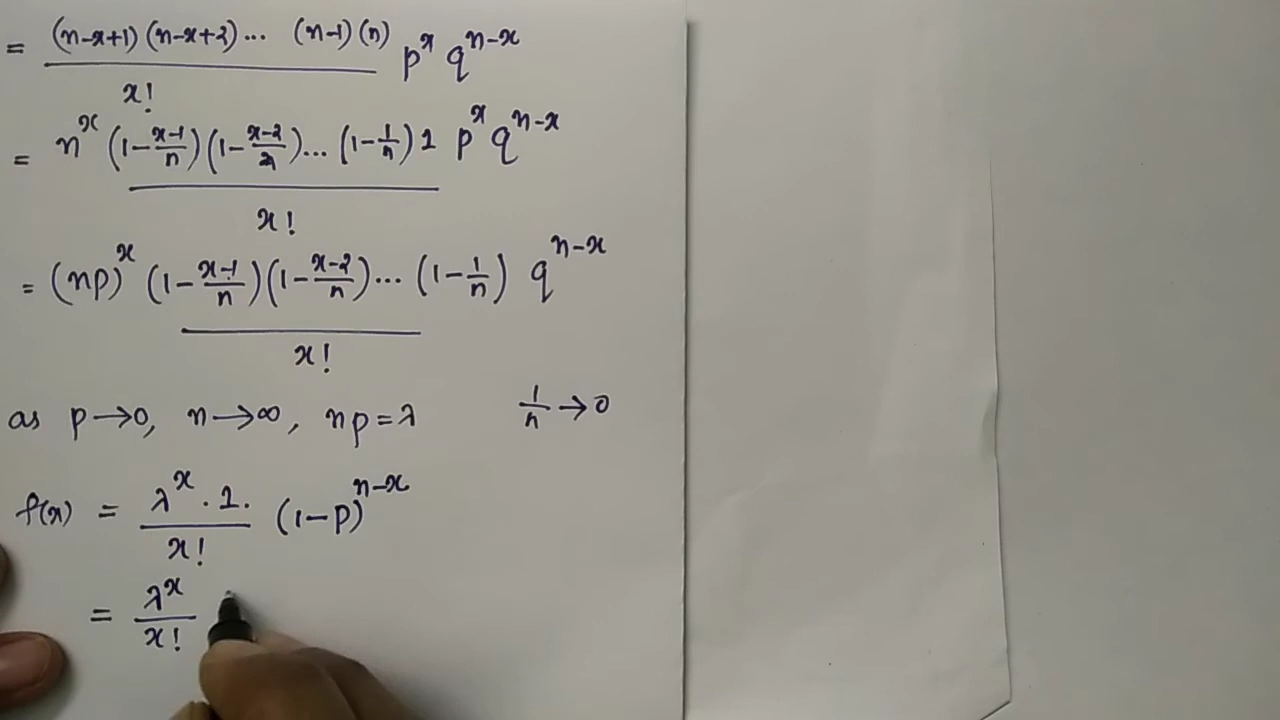 = (n-x+1)(n-x+2)... (n-1)(n) / x! p^x q^(n-x)
= n^x (1-(x-1)/n)(1-(x-2)/n)...(1-1/n) 1 / x! p^x q^(n-x)
= (np)^x (1-(x-1)/n)(1-(x-2)/n)...(1-1/n) / x! q^(n-x)
as p→0, n→∞, np=λ 1/n→0
f(x) = λ^x . 1. / x! (1-p)^(n-x)
= λ^x / x!